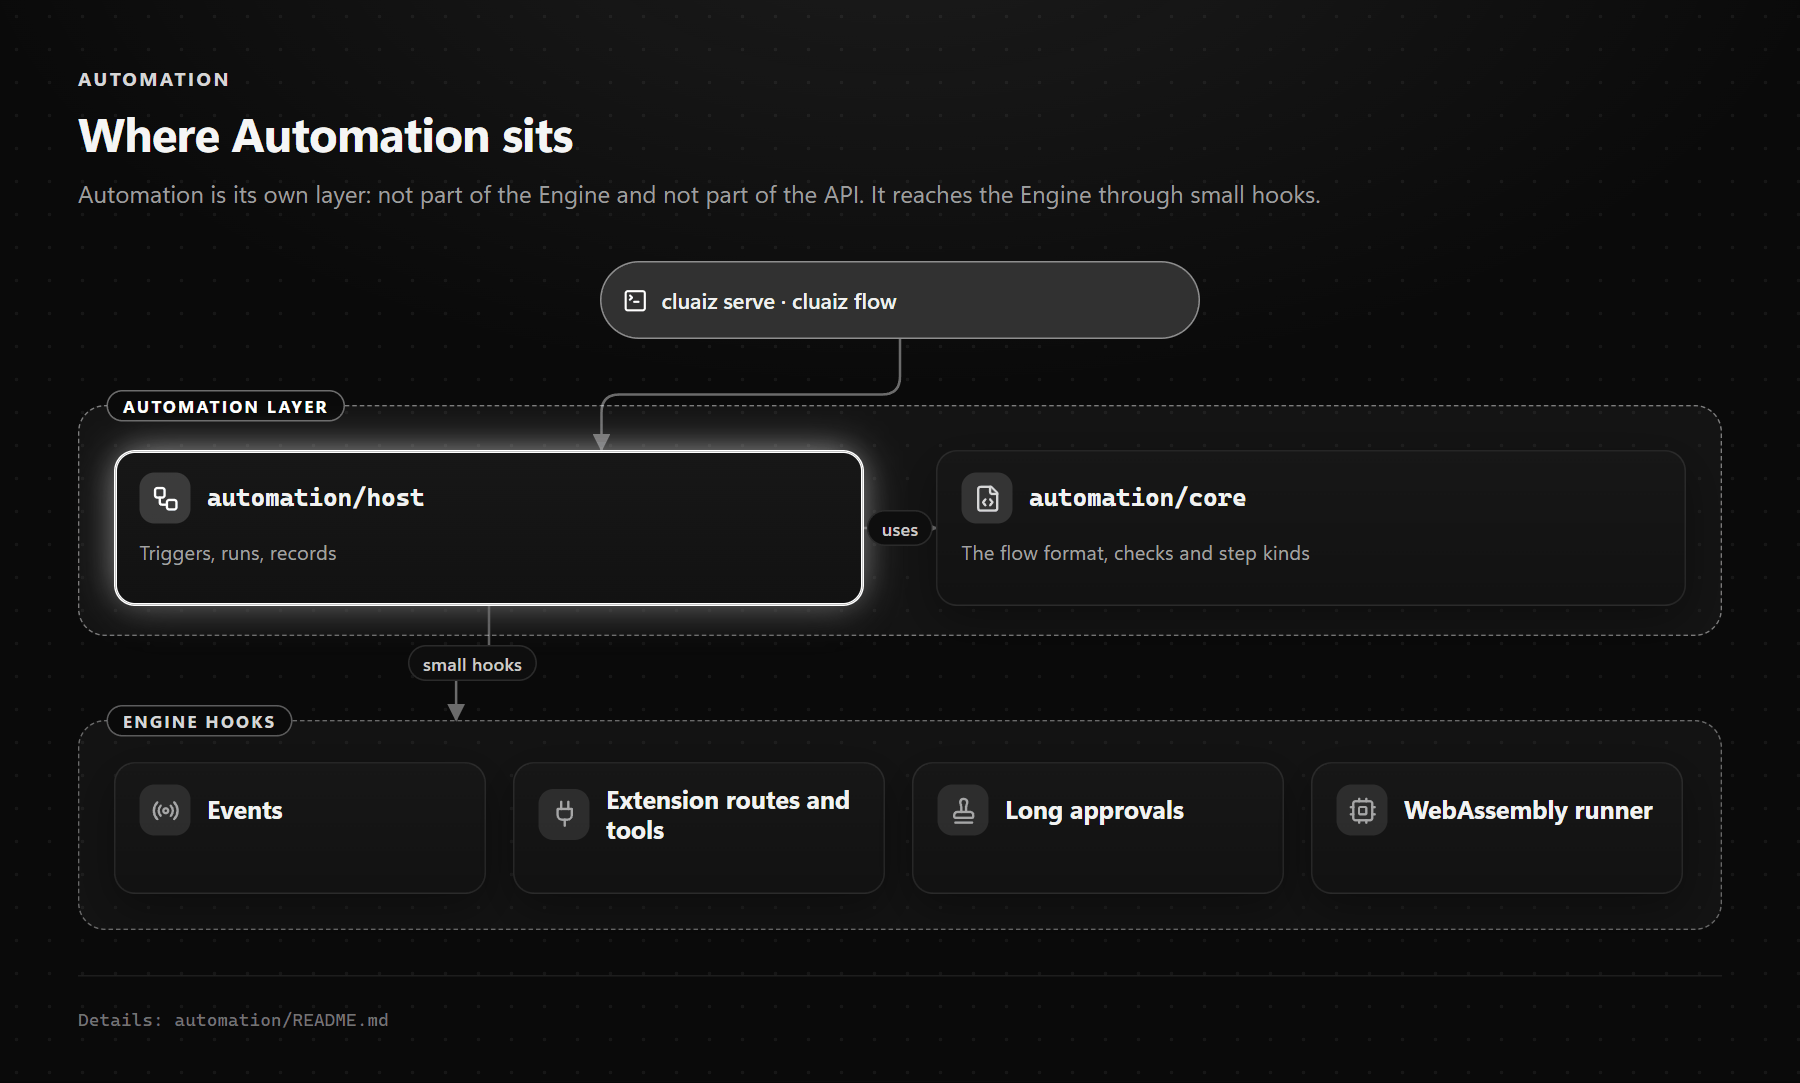 AUTOMATION
Where Automation sits
Automation is its own layer: not part of the Engine and not part of the API. It reaches the Engine through small hooks.
cluaiz serve · cluaiz flow
AUTOMATION LAYER
automation/host
Triggers, runs, records
uses
automation/core
The flow format, checks and step kinds
small hooks
ENGINE HOOKS
Events
Extension routes and
tools
Long approvals
WebAssembly runner
Details: automation/README.md